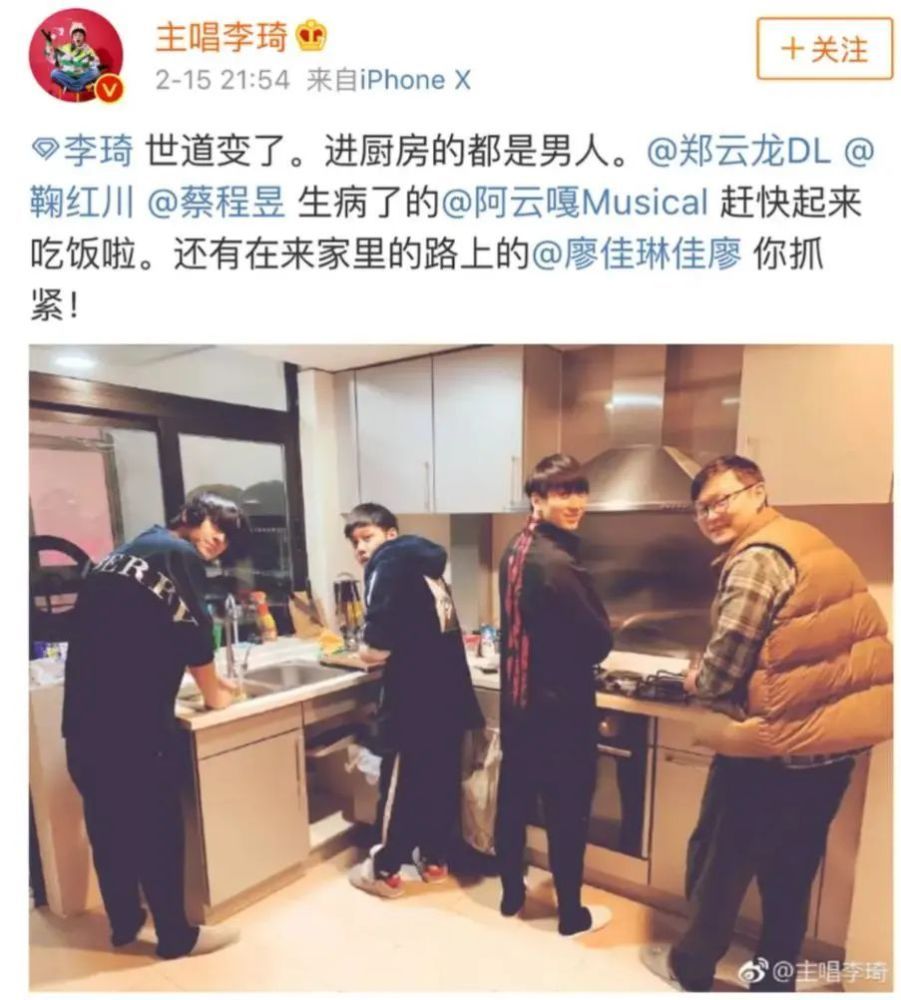 主唱李琦
2-15 21:54 来自iPhone X
+关注
李琦 世道变了。进厨房的都是男人。@郑云龙DL @
鞠红川 @蔡程昱 生病了的@阿云嘎Musical 赶快起来
吃饭啦。还有在来家里的路上的@廖佳琳佳廖 你抓
紧！
BERRY
@主唱李琦